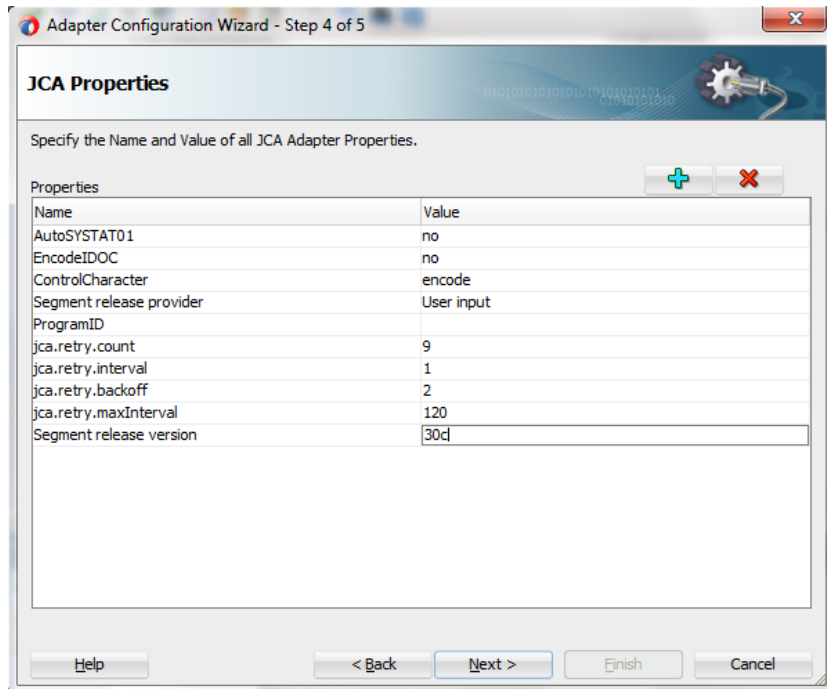 Adapter Configuration Wizard - Step 4 of 5
JCA Properties
Specify the Name and Value of all JCA Adapter Properties.
Properties
Name Value
AutoSYSTAT01 no
EncodeIDOC no
ControlCharacter encode
Segment release provider User input
ProgramID
jca.retry.count 9
jca.retry.interval 1
jca.retry.backoff 2
jca.retry.maxInterval 120
Segment release version 30c
Help < Back Next > Finish Cancel